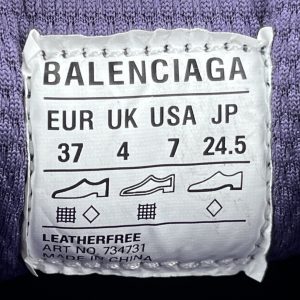 BALENCIAGA
EUR UK USA JP
37 4 7 24.5
LEATHERFREE
ART NO 734731
MADE IN CHINA